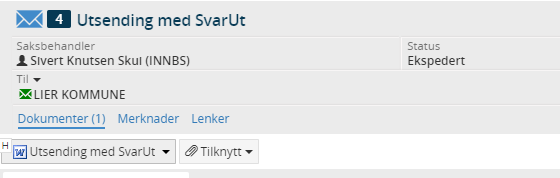 4 Utsending med SvarUt
Saksbehandler
Sivert Knutsen Skui (INNBS)
Status
Ekspedert
Til
LIER KOMMUNE
Dokumenter (1) Merknader Lenker
H Utsending med SvarUt Tilknytt